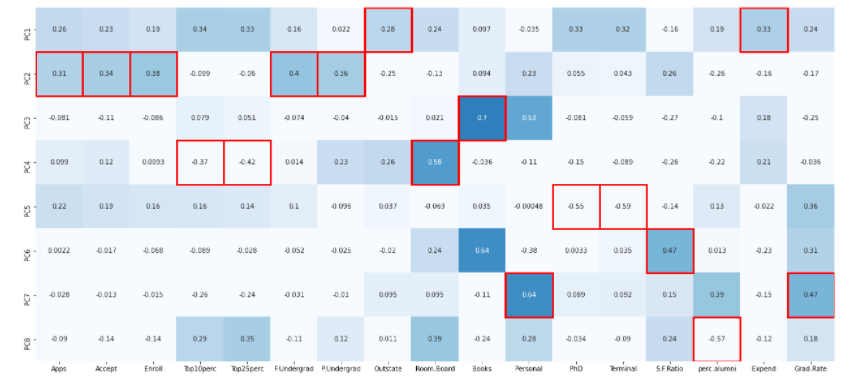 PC1 0.26 0.23 0.19 0.34 0.33 0.16 0.022 0.28 0.24 0.097 -0.035 0.33 0.32 -0.16 0.19 0.33 0.24
PC2 0.31 0.34 0.38 -0.099 -0.06 0.4 0.36 -0.25 -0.13 0.094 0.23 0.055 0.043 0.26 -0.26 -0.16 -0.17
PC3 -0.081 -0.11 -0.086 0.079 0.051 -0.074 -0.04 -0.015 0.021 0.7 0.53 -0.081 -0.059 -0.27 -0.1 0.18 -0.25
PC4 0.099 0.12 0.0093 -0.37 -0.42 0.014 0.23 0.26 0.58 -0.036 -0.11 -0.15 -0.089 -0.26 -0.22 0.21 -0.036
PC5 0.22 0.19 0.16 0.16 0.14 0.1 -0.096 0.037 -0.069 0.035 -0.00048 -0.55 -0.59 -0.14 0.13 -0.022 0.36
PC6 0.0022 -0.017 -0.068 -0.089 -0.028 -0.052 -0.025 -0.02 0.24 0.64 -0.38 0.0033 0.035 0.47 0.013 -0.23 0.31
PC7 -0.028 -0.013 -0.015 -0.26 -0.24 -0.031 -0.01 0.095 0.095 -0.11 0.64 0.089 0.092 0.15 0.39 -0.15 0.47
PC8 -0.09 -0.14 -0.14 0.29 0.35 -0.11 0.12 0.011 0.39 -0.24 0.28 -0.034 -0.09 0.24 -0.57 -0.12 0.18
Apps Accept Enroll Top10perc Top25perc F.Undergrad P.Undergrad Outstate Room.Board Books Personal PhD Terminal S.F.Ratio perc.alumni Expend Grad.Rate